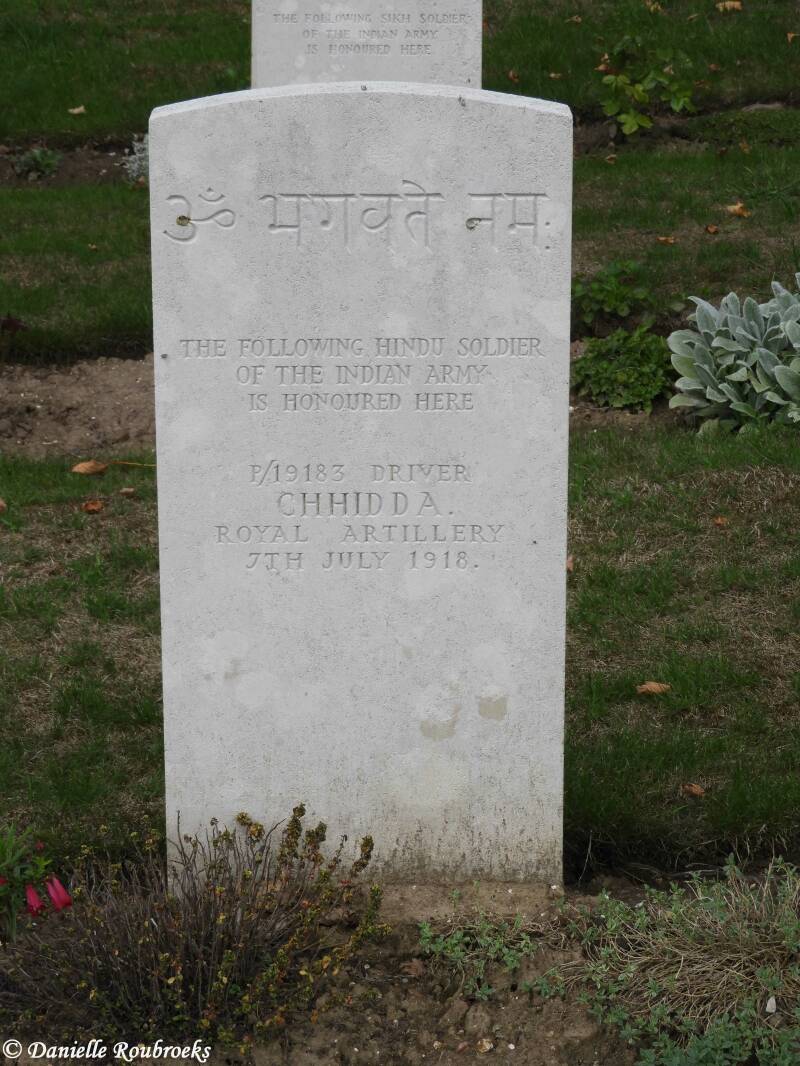 THE FOLLOWING SIKH SOLDIER
OF THE INDIAN ARMY
IS HONOURED HERE
ॐ भगवते नमः
THE FOLLOWING HINDU SOLDIER
OF THE INDIAN ARMY
IS HONOURED HERE
P/19183 DRIVER
CHHIDDA.
ROYAL ARTILLERY
7TH JULY 1918.
© Danielle Roubroeks